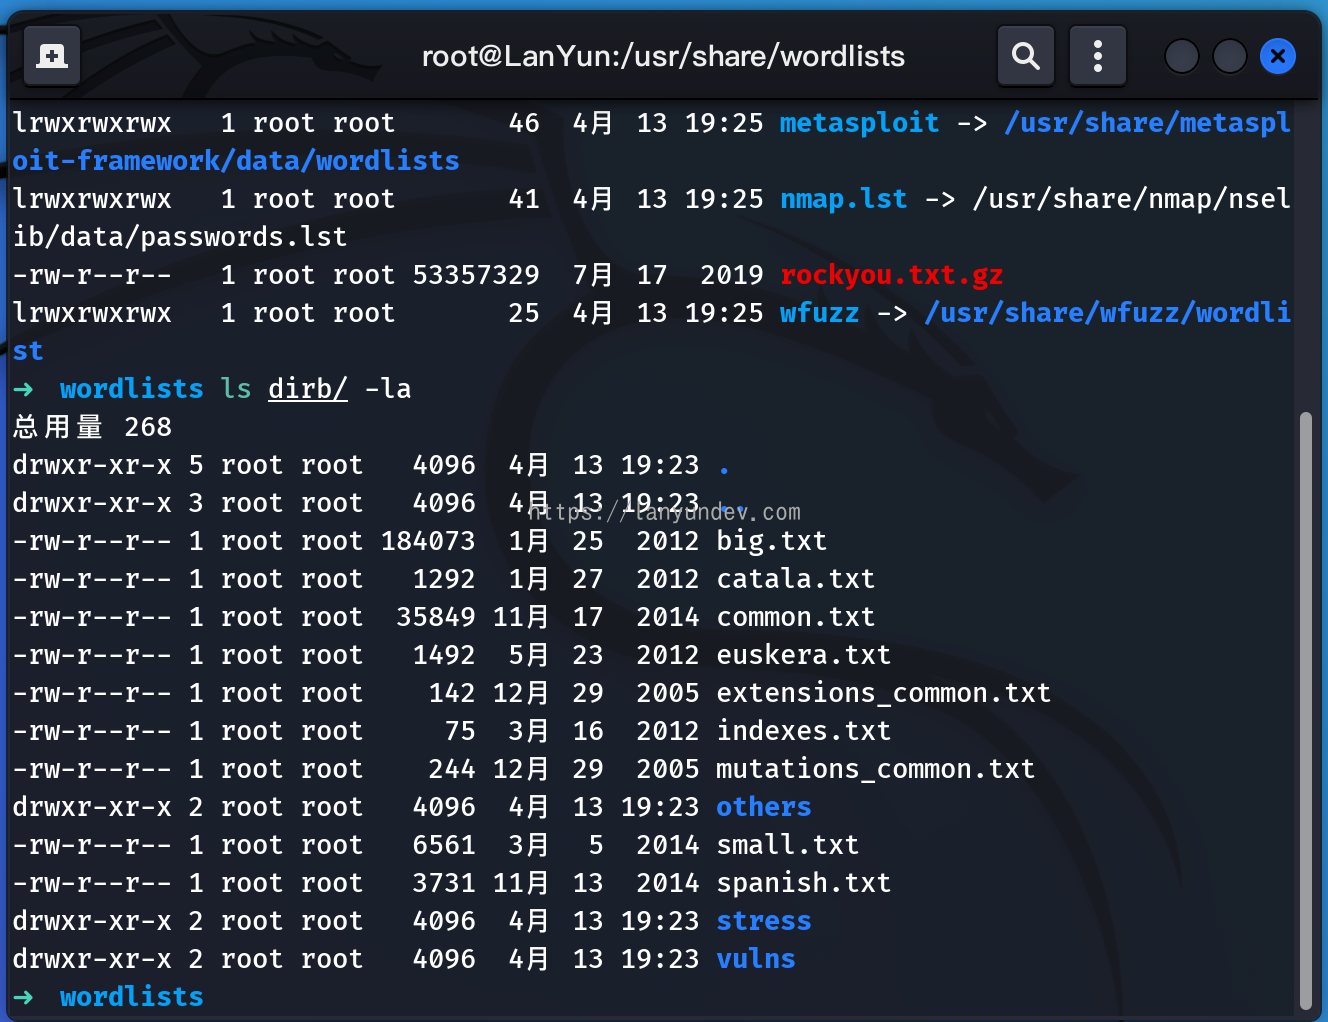 root@LanYun:/usr/share/wordlists
lrwxrwxrwx   1 root root       46  4月  13 19:25 metasploit -> /usr/share/metaspl
oit-framework/data/wordlists
lrwxrwxrwx   1 root root       41  4月  13 19:25 nmap.lst -> /usr/share/nmap/nsel
ib/data/passwords.lst
-rw-r--r--   1 root root 53357329  7月  17  2019 rockyou.txt.gz
lrwxrwxrwx   1 root root       25  4月  13 19:25 wfuzz -> /usr/share/wfuzz/wordli
st
➜  wordlists ls dirb/ -la
总用量 268
drwxr-xr-x 5 root root   4096  4月  13 19:23 .
drwxr-xr-x 3 root root   4096  4月  13 19:23 ..
https://lanyundev.com
-rw-r--r-- 1 root root 184073  1月  25  2012 big.txt
-rw-r--r-- 1 root root   1292  1月  27  2012 catala.txt
-rw-r--r-- 1 root root  35849 11月  17  2014 common.txt
-rw-r--r-- 1 root root   1492  5月  23  2012 euskera.txt
-rw-r--r-- 1 root root    142 12月  29  2005 extensions_common.txt
-rw-r--r-- 1 root root     75  3月  16  2012 indexes.txt
-rw-r--r-- 1 root root    244 12月  29  2005 mutations_common.txt
drwxr-xr-x 2 root root   4096  4月  13 19:23 others
-rw-r--r-- 1 root root   6561  3月   5  2014 small.txt
-rw-r--r-- 1 root root   3731 11月  13  2014 spanish.txt
drwxr-xr-x 2 root root   4096  4月  13 19:23 stress
drwxr-xr-x 2 root root   4096  4月  13 19:23 vulns
➜  wordlists